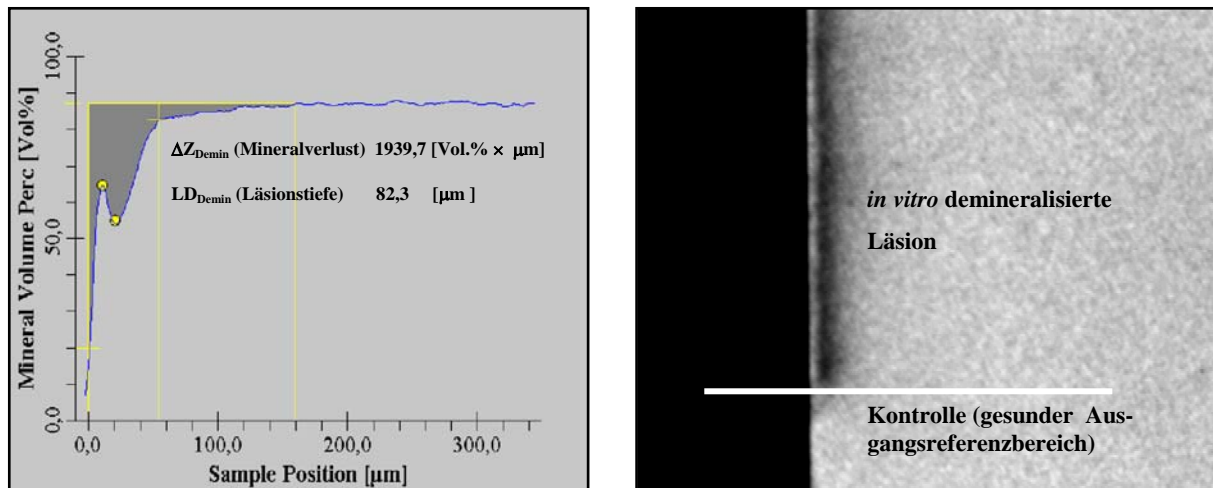 Mineral Volume Perc [Vol%]
100,0
50,0
0,0
ΔZDemin (Mineralverlust) 1939,7 [Vol.% × µm]
LDDemin (Läsionstiefe) 82,3 [µm ]
0,0 100,0 200,0 300,0
Sample Position [µm]
in vitro demineralisierte
Läsion
Kontrolle (gesunder Aus-
gangsreferenzbereich)